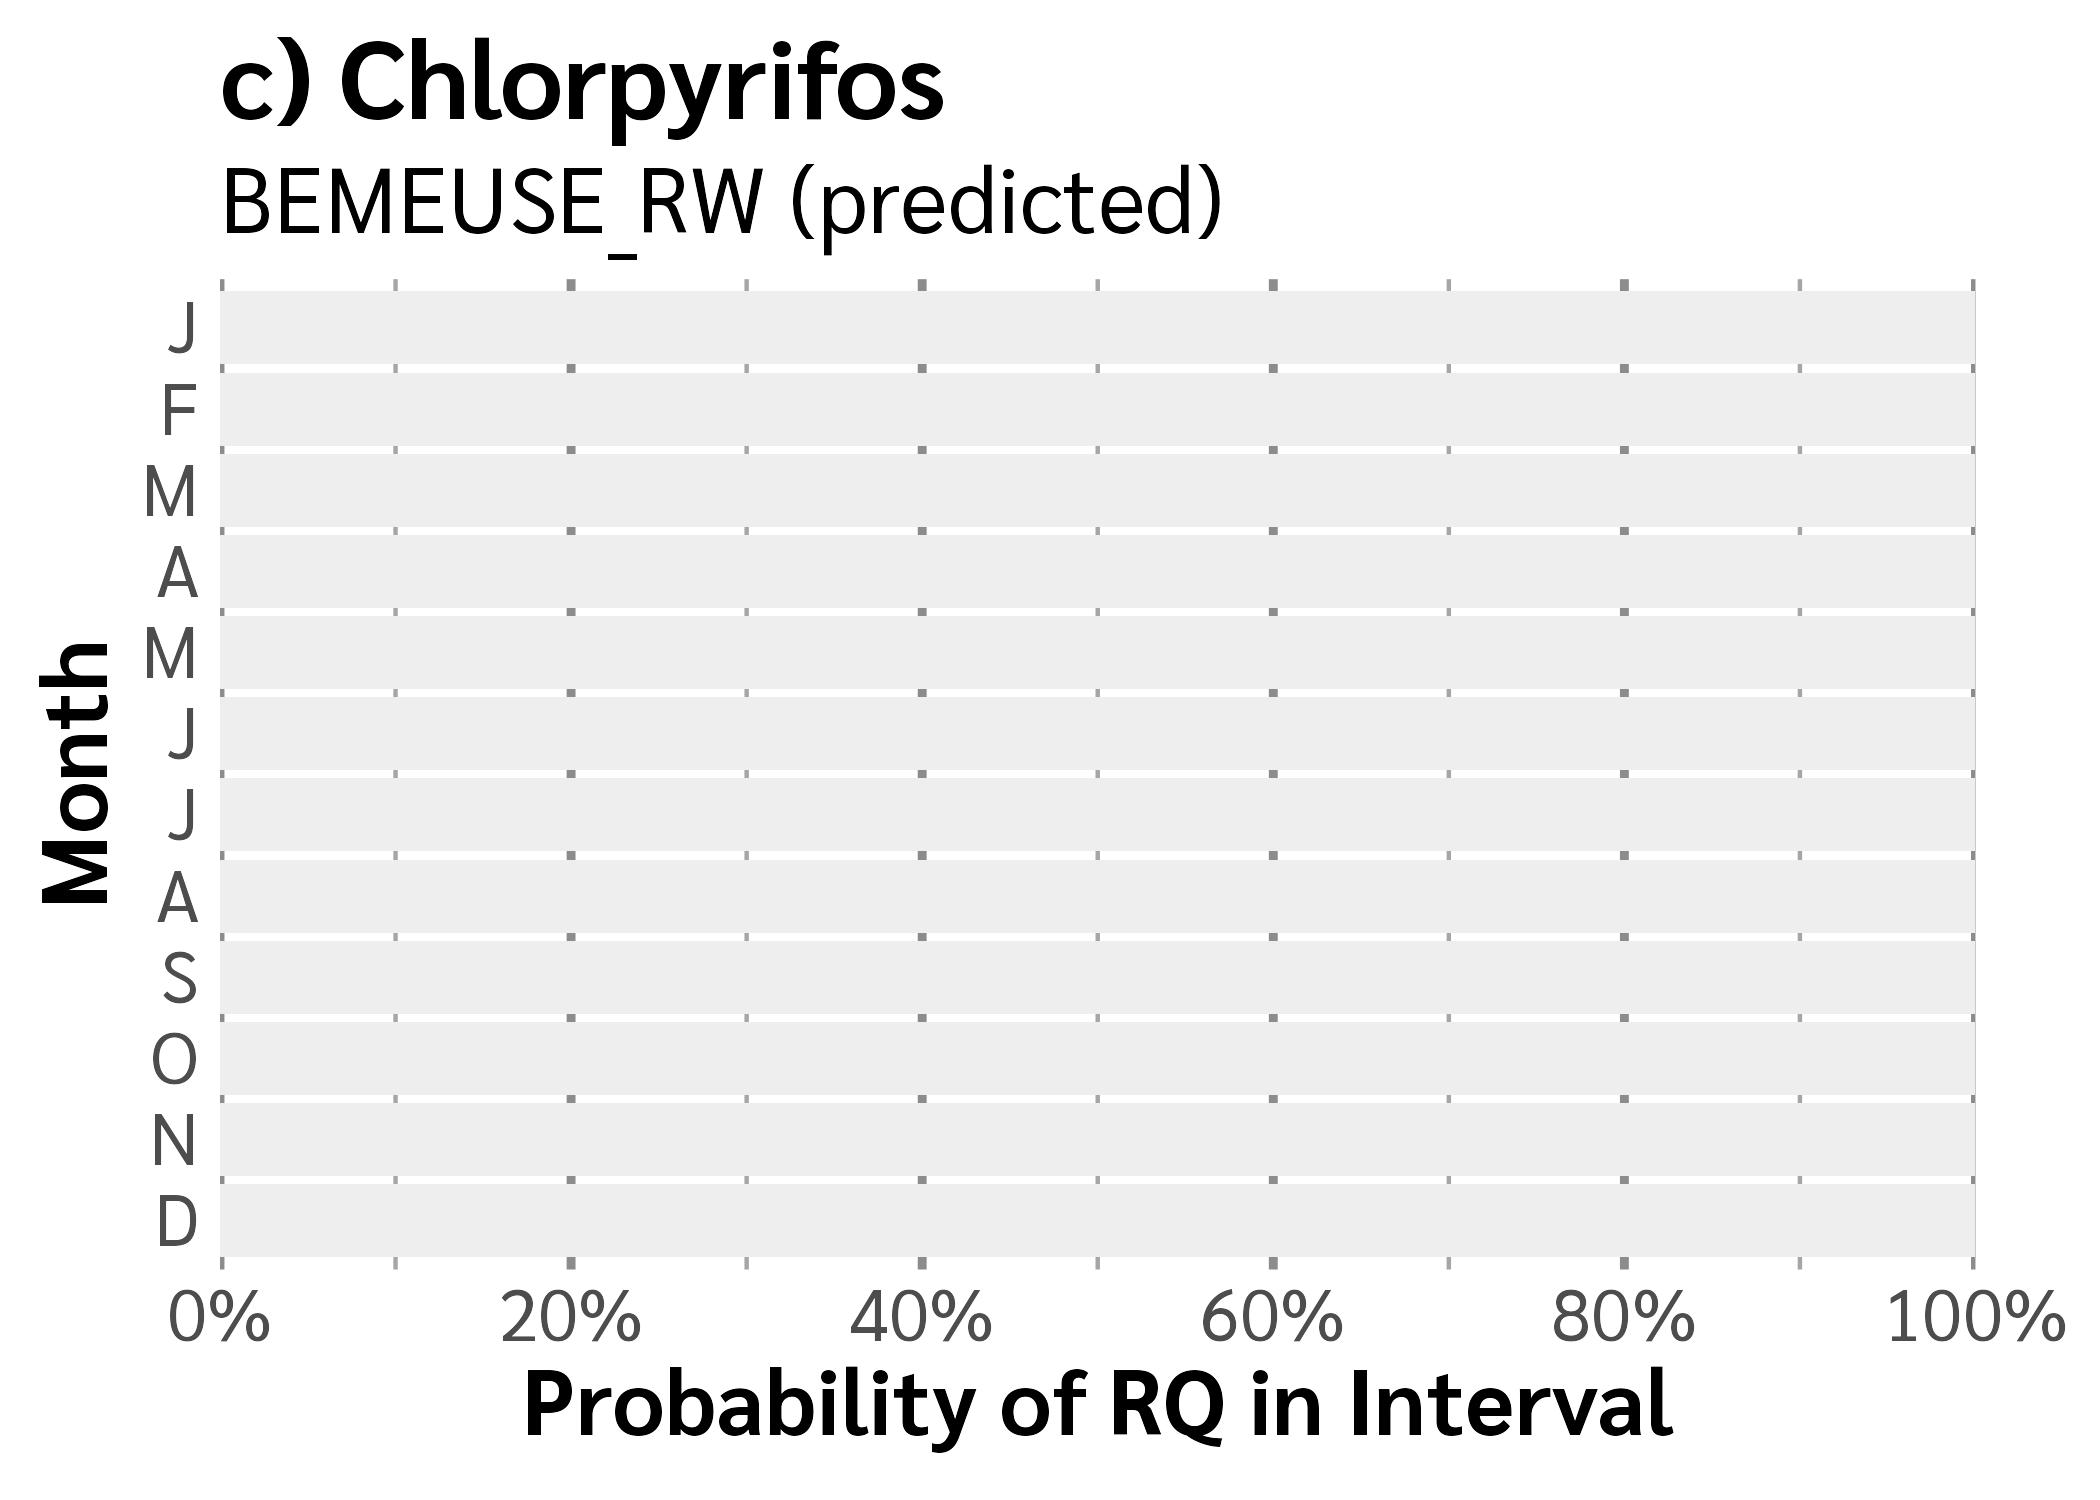 c) Chlorpyrifos
BEMEUSE_RW (predicted)
Month
J
F
M
A
M
J
J
A
S
O
N
D
0% 20% 40% 60% 80% 100%
Probability of RQ in Interval